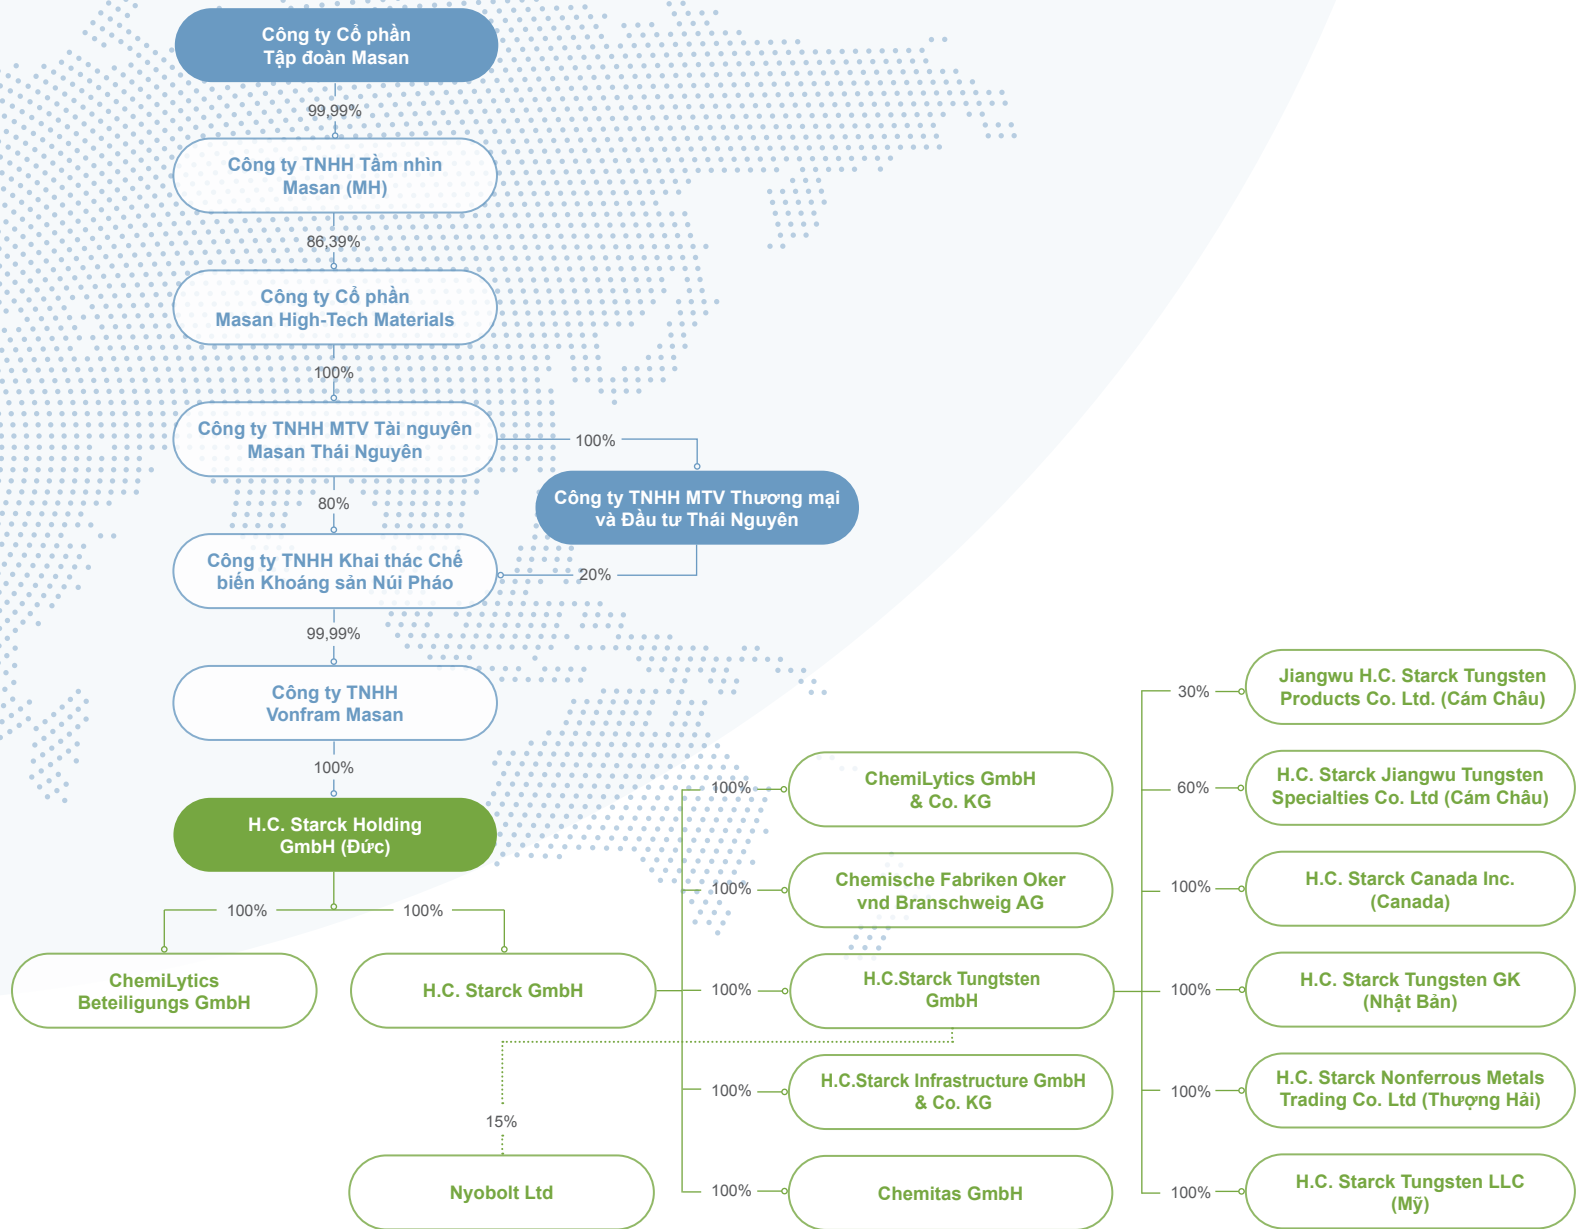 Công ty Cổ phần
Tập đoàn Masan
99,99%
Công ty TNHH Tầm nhìn
Masan (MH)
86,39%
Công ty Cổ phần
Masan High-Tech Materials
100%
Công ty TNHH MTV Tài nguyên
Masan Thái Nguyên
100%
Công ty TNHH MTV Thương mại
và Đầu tư Thái Nguyên
80%
20%
Công ty TNHH Khai thác Chế
biến Khoáng sản Núi Pháo
99,99%
Công ty TNHH
Vonfram Masan
100%
H.C. Starck Holding
GmbH (Đức)
100%
100%
ChemiLytics
Beteiligungs GmbH
H.C. Starck GmbH
15%
Nyobolt Ltd
100%
ChemiLytics GmbH
& Co. KG
100%
Chemische Fabriken Oker
vnd Branschweig AG
100%
H.C.Starck Tungtsten
GmbH
100%
H.C.Starck Infrastructure GmbH
& Co. KG
100%
Chemitas GmbH
30%
Jiangwu H.C. Starck Tungsten
Products Co. Ltd. (Cám Châu)
60%
H.C. Starck Jiangwu Tungsten
Specialties Co. Ltd (Cám Châu)
100%
H.C. Starck Canada Inc.
(Canada)
100%
H.C. Starck Tungsten GK
(Nhật Bản)
100%
H.C. Starck Nonferrous Metals
Trading Co. Ltd (Thượng Hải)
100%
H.C. Starck Tungsten LLC
(Mỹ)